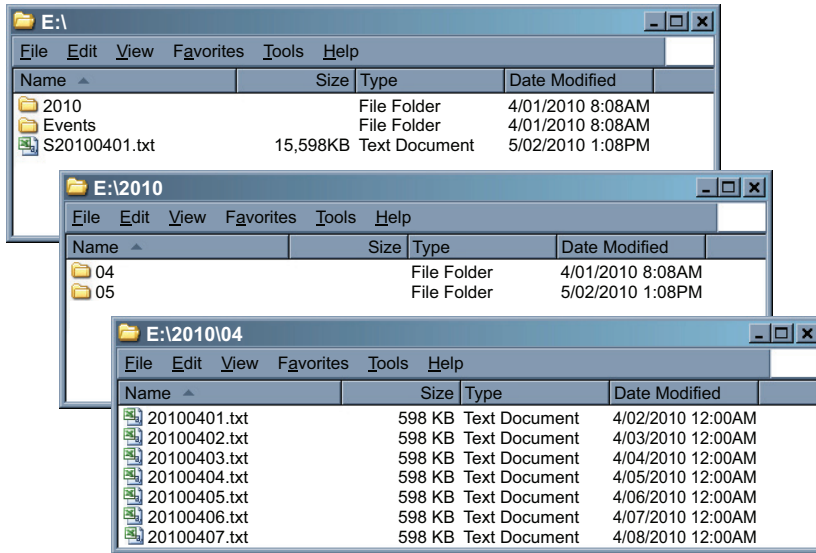 E:\
File Edit View Favorites Tools Help
Name Size Type Date Modified
2010 File Folder 4/01/2010 8:08AM
Events File Folder 4/01/2010 8:08AM
S20100401.txt 15,598KB Text Document 5/02/2010 1:08PM
E:\2010
File Edit View Favorites Tools Help
Name Size Type Date Modified
04 File Folder 4/01/2010 8:08AM
05 File Folder 5/02/2010 1:08PM
E:\2010\04
File Edit View Favorites Tools Help
Name Size Type Date Modified
20100401.txt 598 KB Text Document 4/02/2010 12:00AM
20100402.txt 598 KB Text Document 4/03/2010 12:00AM
20100403.txt 598 KB Text Document 4/04/2010 12:00AM
20100404.txt 598 KB Text Document 4/05/2010 12:00AM
20100405.txt 598 KB Text Document 4/06/2010 12:00AM
20100406.txt 598 KB Text Document 4/07/2010 12:00AM
20100407.txt 598 KB Text Document 4/08/2010 12:00AM